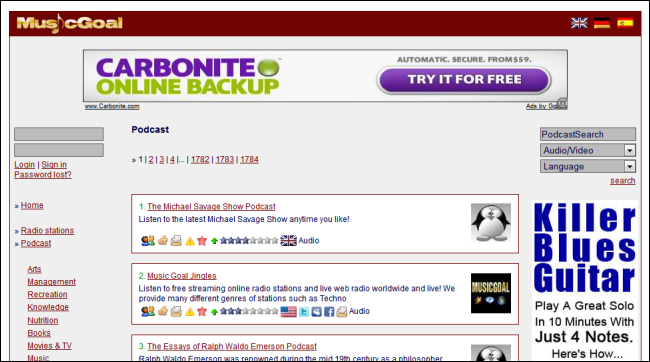 MusicGoal
CARBONITE
ONLINE BACKUP
AUTOMATIC. SECURE. FROM $59.
TRY IT FOR FREE
www.Carbonite.com
Ads by
Podcast
» 1 | 2 | 3 | 4 |... | 1782 | 1783 | 1784
Login | Sign in
Password lost?
» Home
» Radio stations
» Podcast
Arts
Management
Recreation
Knowledge
Nutrition
Books
Movies & TV
Music
1. The Michael Savage Show Podcast
Listen to the latest Michael Savage Show anytime you like!
Audio
2. Music Goal Jingles
Listen to free streaming online radio stations and live web radio worldwide and live! We
provide many different genres of stations such as Techno
Audio
MUSICGOAL
3. The Essays of Ralph Waldo Emerson Podcast
Ralph Waldo Emerson was renowned during the mid 19th century as a philosopher,
PodcastSearch
Audio/Video
Language
search
Killer
Blues
Guitar
Play A Great Solo
In 10 Minutes With
Just 4 Notes.
Here's How...